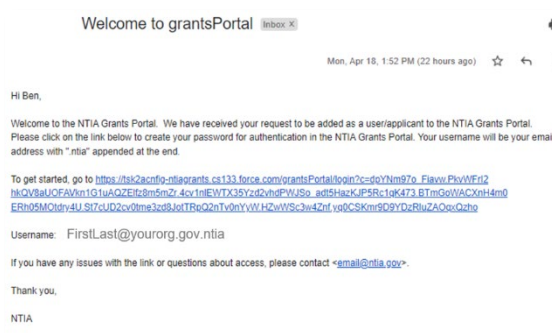 Welcome to grantsPortal Inbox ×
Mon, Apr 18, 1:52 PM (22 hours ago)
Hi Ben,
Welcome to the NTIA Grants Portal. We have received your request to be added as a user/applicant to the NTIA Grants Portal.
Please click on the link below to create your password for authentication in the NTIA Grants Portal. Your username will be your email
address with ".ntia" appended at the end.
To get started, go to
Username: FirstLast@yourorg.gov.ntia
If you have any issues with the link or questions about access, please contact <email@ntia.gov>.
Thank you,
NTIA